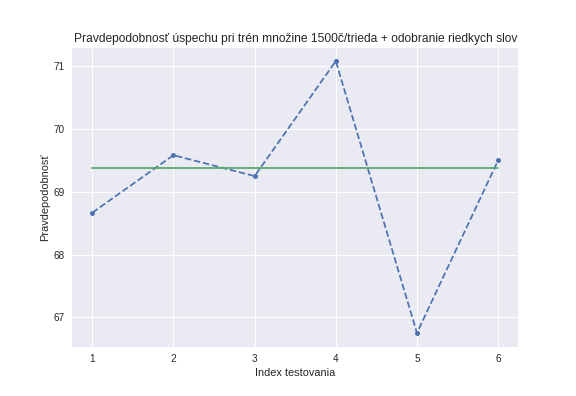 Pravdepodobnosť úspechu pri trén množine 1500č/trieda + odobranie riedkych slov
71
70
69
68
67
Pravdepodobnosť
1 2 3 4 5 6
Index testovania